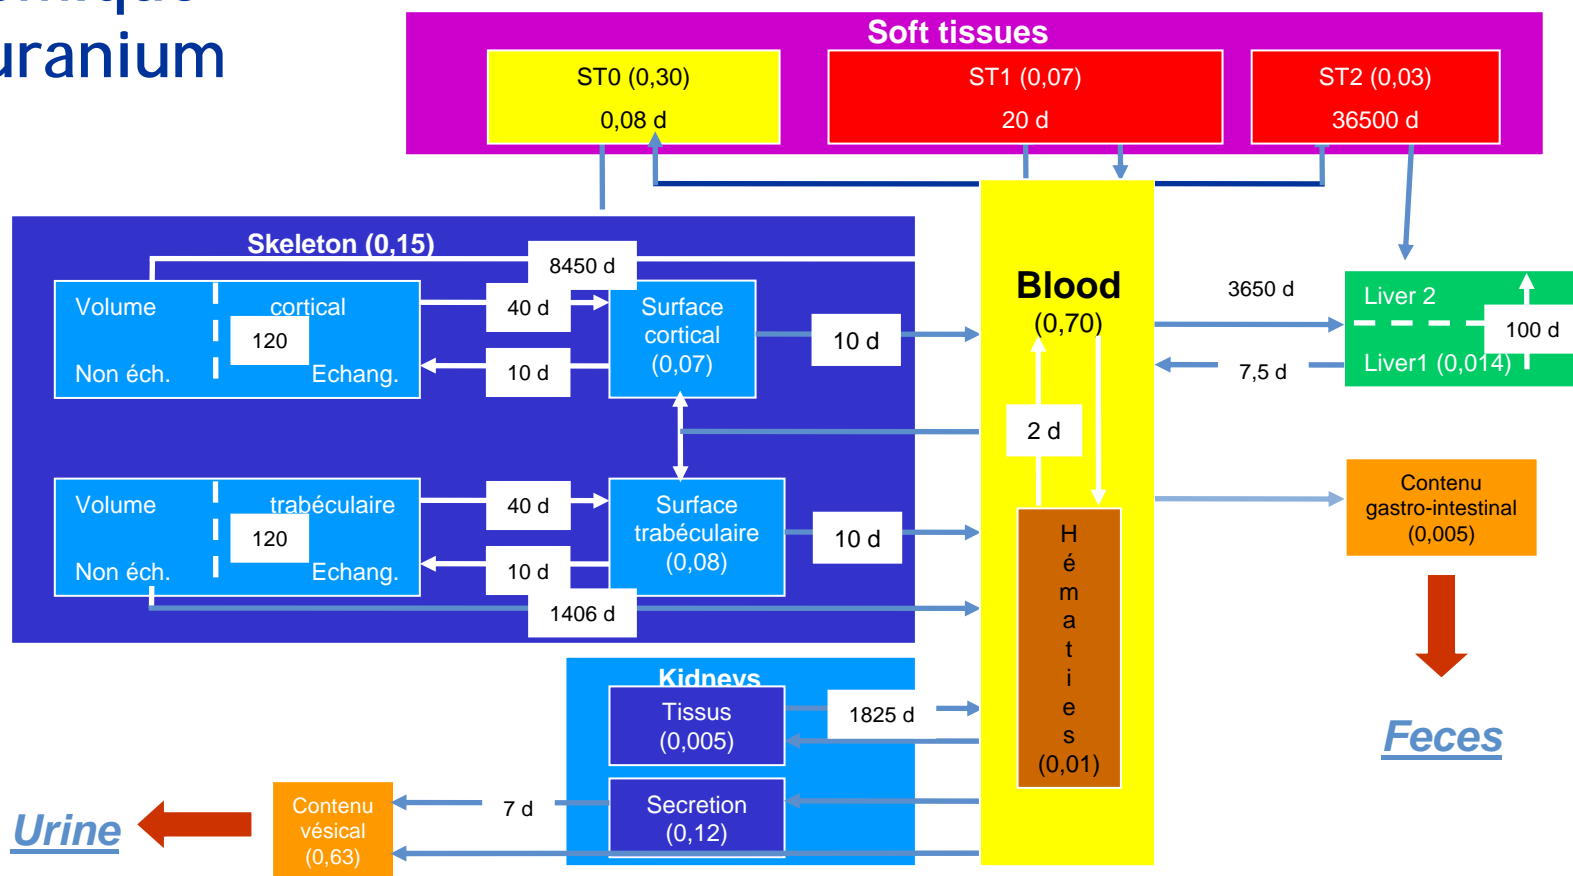 uranium
Soft tissues
ST0 (0,30)
0,08 d
ST1 (0,07)
20 d
ST2 (0,03)
36500 d
Skeleton (0,15)
8450 d
Volume
cortical
120
Non éch.
Echang.
40 d
10 d
Surface
cortical
(0,07)
10 d
Volume
trabéculaire
120
Non éch.
Echang.
40 d
10 d
Surface
trabéculaire
(0,08)
10 d
1406 d
Blood
(0,70)
2 d
H
é
m
a
t
i
e
s
(0,01)
3650 d
7,5 d
Liver 2
100 d
Liver1 (0,014)
Contenu
gastro-intestinal
(0,005)
Feces
Kidneys
Tissus
(0,005)
1825 d
Secretion
(0,12)
7 d
Contenu
vésical
(0,63)
Urine